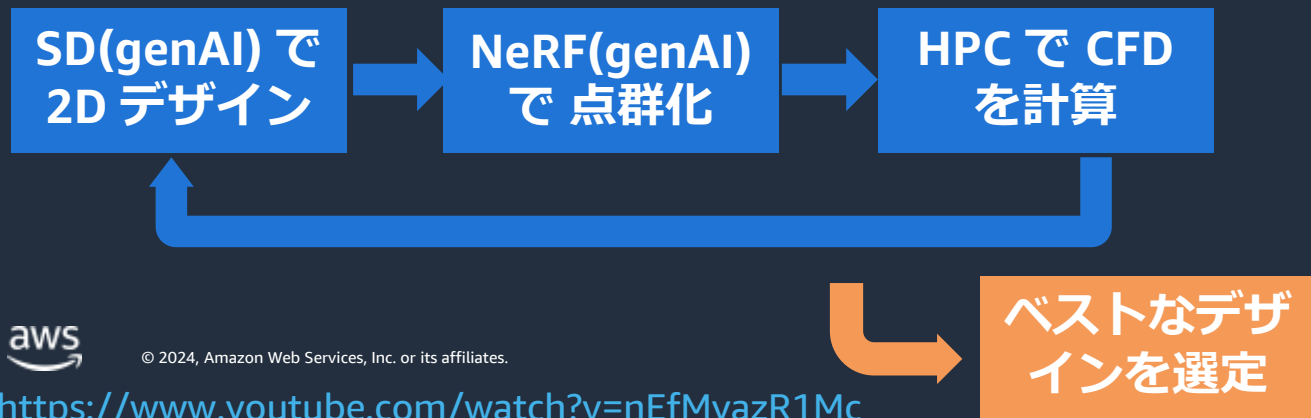 SD(genAI) で
2D デザイン
NeRF(genAI)
で 点群化
HPC で CFD
を計算
ベストなデザ
インを選定
aws
© 2024, Amazon Web Services, Inc. or its affiliates.
https://www.youtube.com/watch?v=nEfMyazR1Mc